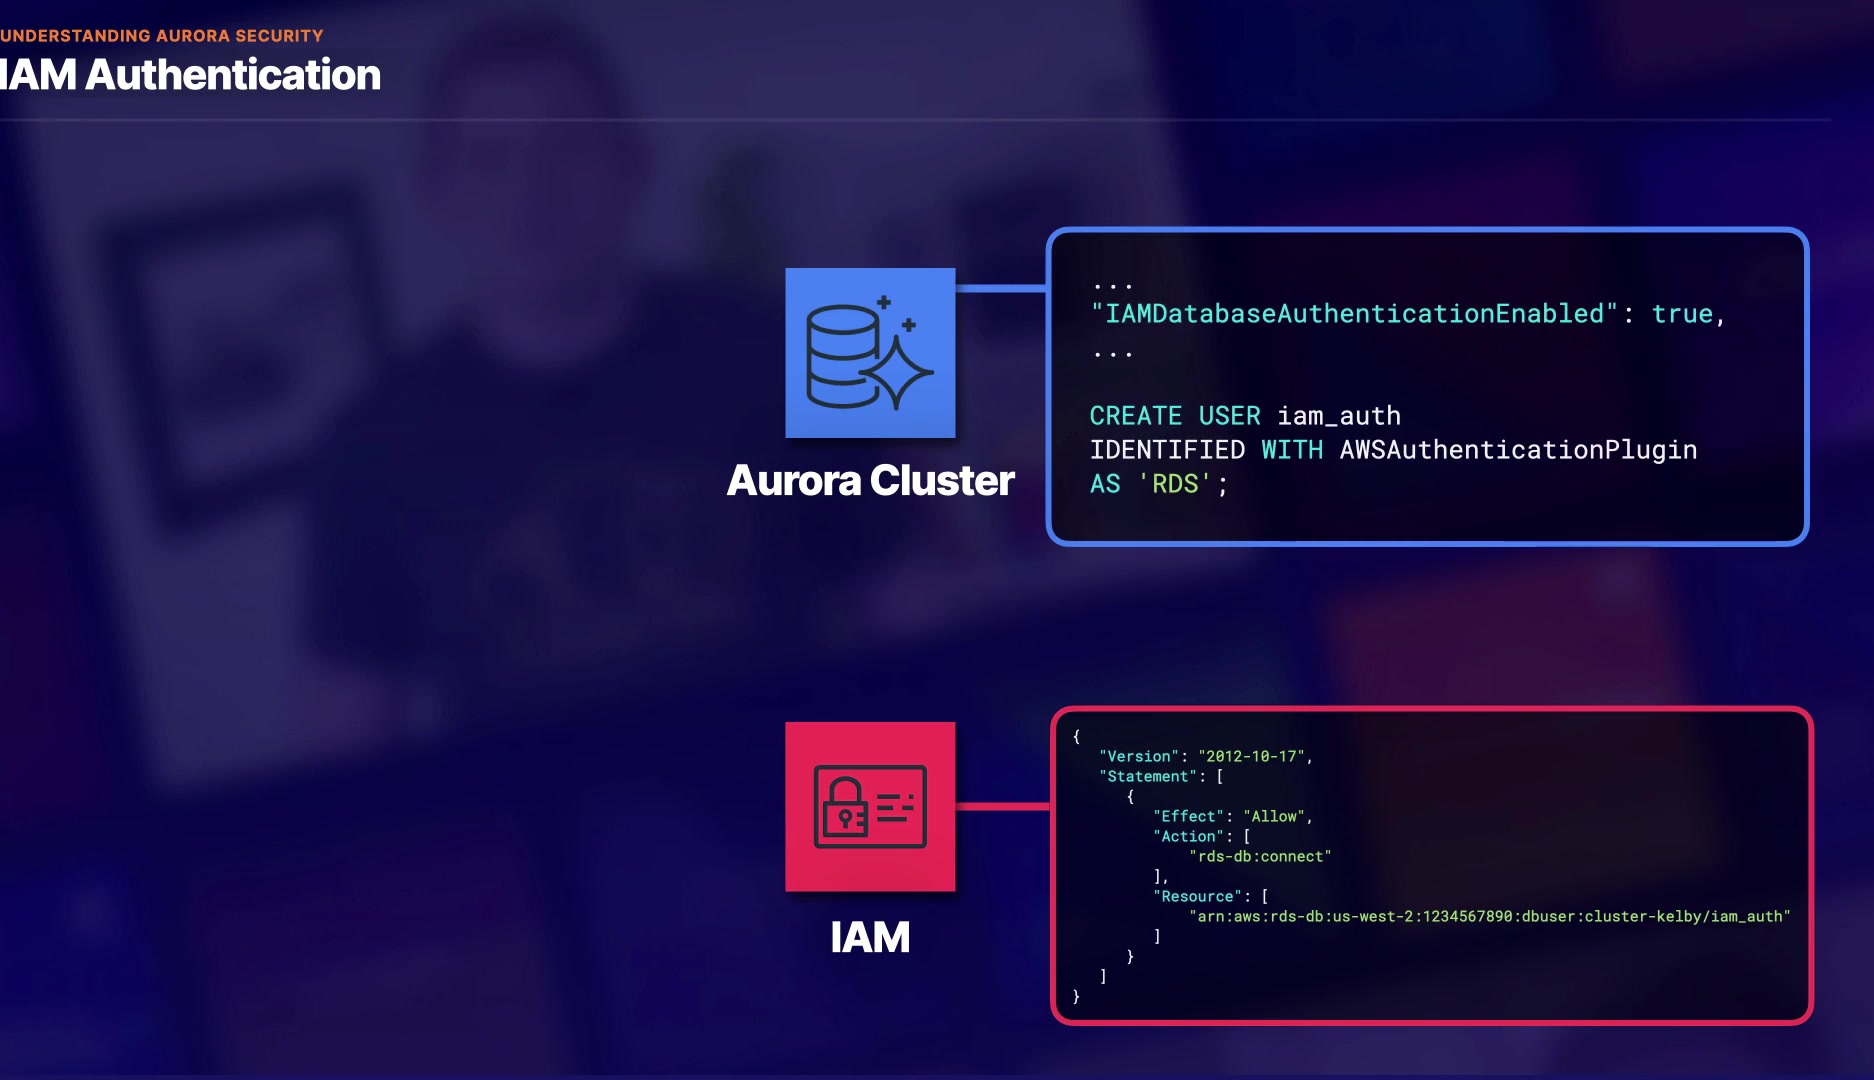 UNDERSTANDING AURORA SECURITY
IAM Authentication
...
"IAMDatabaseAuthenticationEnabled": true,
...
CREATE USER iam_auth
IDENTIFIED WITH AWSAuthenticationPlugin
AS 'RDS';
Aurora Cluster
{
"Version": "2012-10-17",
"Statement": [
{
"Effect": "Allow",
"Action": [
"rds-db:connect"
],
"Resource": [
"arn:aws:rds-db:us-west-2:1234567890:dbuser:cluster-kelby/iam_auth"
]
}
]
}
IAM